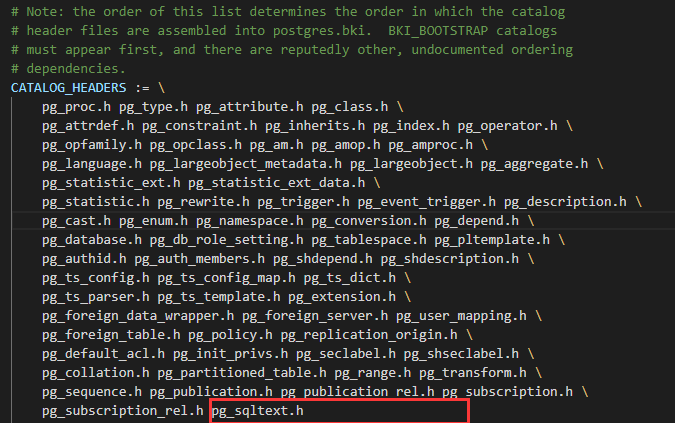 # Note: the order of this list determines the order in which the catalog
# header files are assembled into postgres.bki.  BKI_BOOTSTRAP catalogs
# must appear first, and there are reputedly other, undocumented ordering
# dependencies.
CATALOG_HEADERS := \
    pg_proc.h pg_type.h pg_attribute.h pg_class.h \
    pg_attrdef.h pg_constraint.h pg_inherits.h pg_index.h pg_operator.h \
    pg_opfamily.h pg_opclass.h pg_am.h pg_amop.h pg_amproc.h \
    pg_language.h pg_largeobject_metadata.h pg_largeobject.h pg_aggregate.h \
    pg_statistic_ext.h pg_statistic_ext_data.h \
    pg_statistic.h pg_rewrite.h pg_trigger.h pg_event_trigger.h pg_description.h \
    pg_cast.h pg_enum.h pg_namespace.h pg_conversion.h pg_depend.h \
    pg_database.h pg_db_role_setting.h pg_tablespace.h pg_pltemplate.h \
    pg_authid.h pg_auth_members.h pg_shdepend.h pg_shdescription.h \
    pg_ts_config.h pg_ts_config_map.h pg_ts_dict.h \
    pg_ts_parser.h pg_ts_template.h pg_extension.h \
    pg_foreign_data_wrapper.h pg_foreign_server.h pg_user_mapping.h \
    pg_foreign_table.h pg_policy.h pg_replication_origin.h \
    pg_default_acl.h pg_init_privs.h pg_seclabel.h pg_shseclabel.h \
    pg_collation.h pg_partitioned_table.h pg_range.h pg_transform.h \
    pg_sequence.h pg_publication.h pg_publication_rel.h pg_subscription.h \
    pg_subscription_rel.h pg_sqltext.h